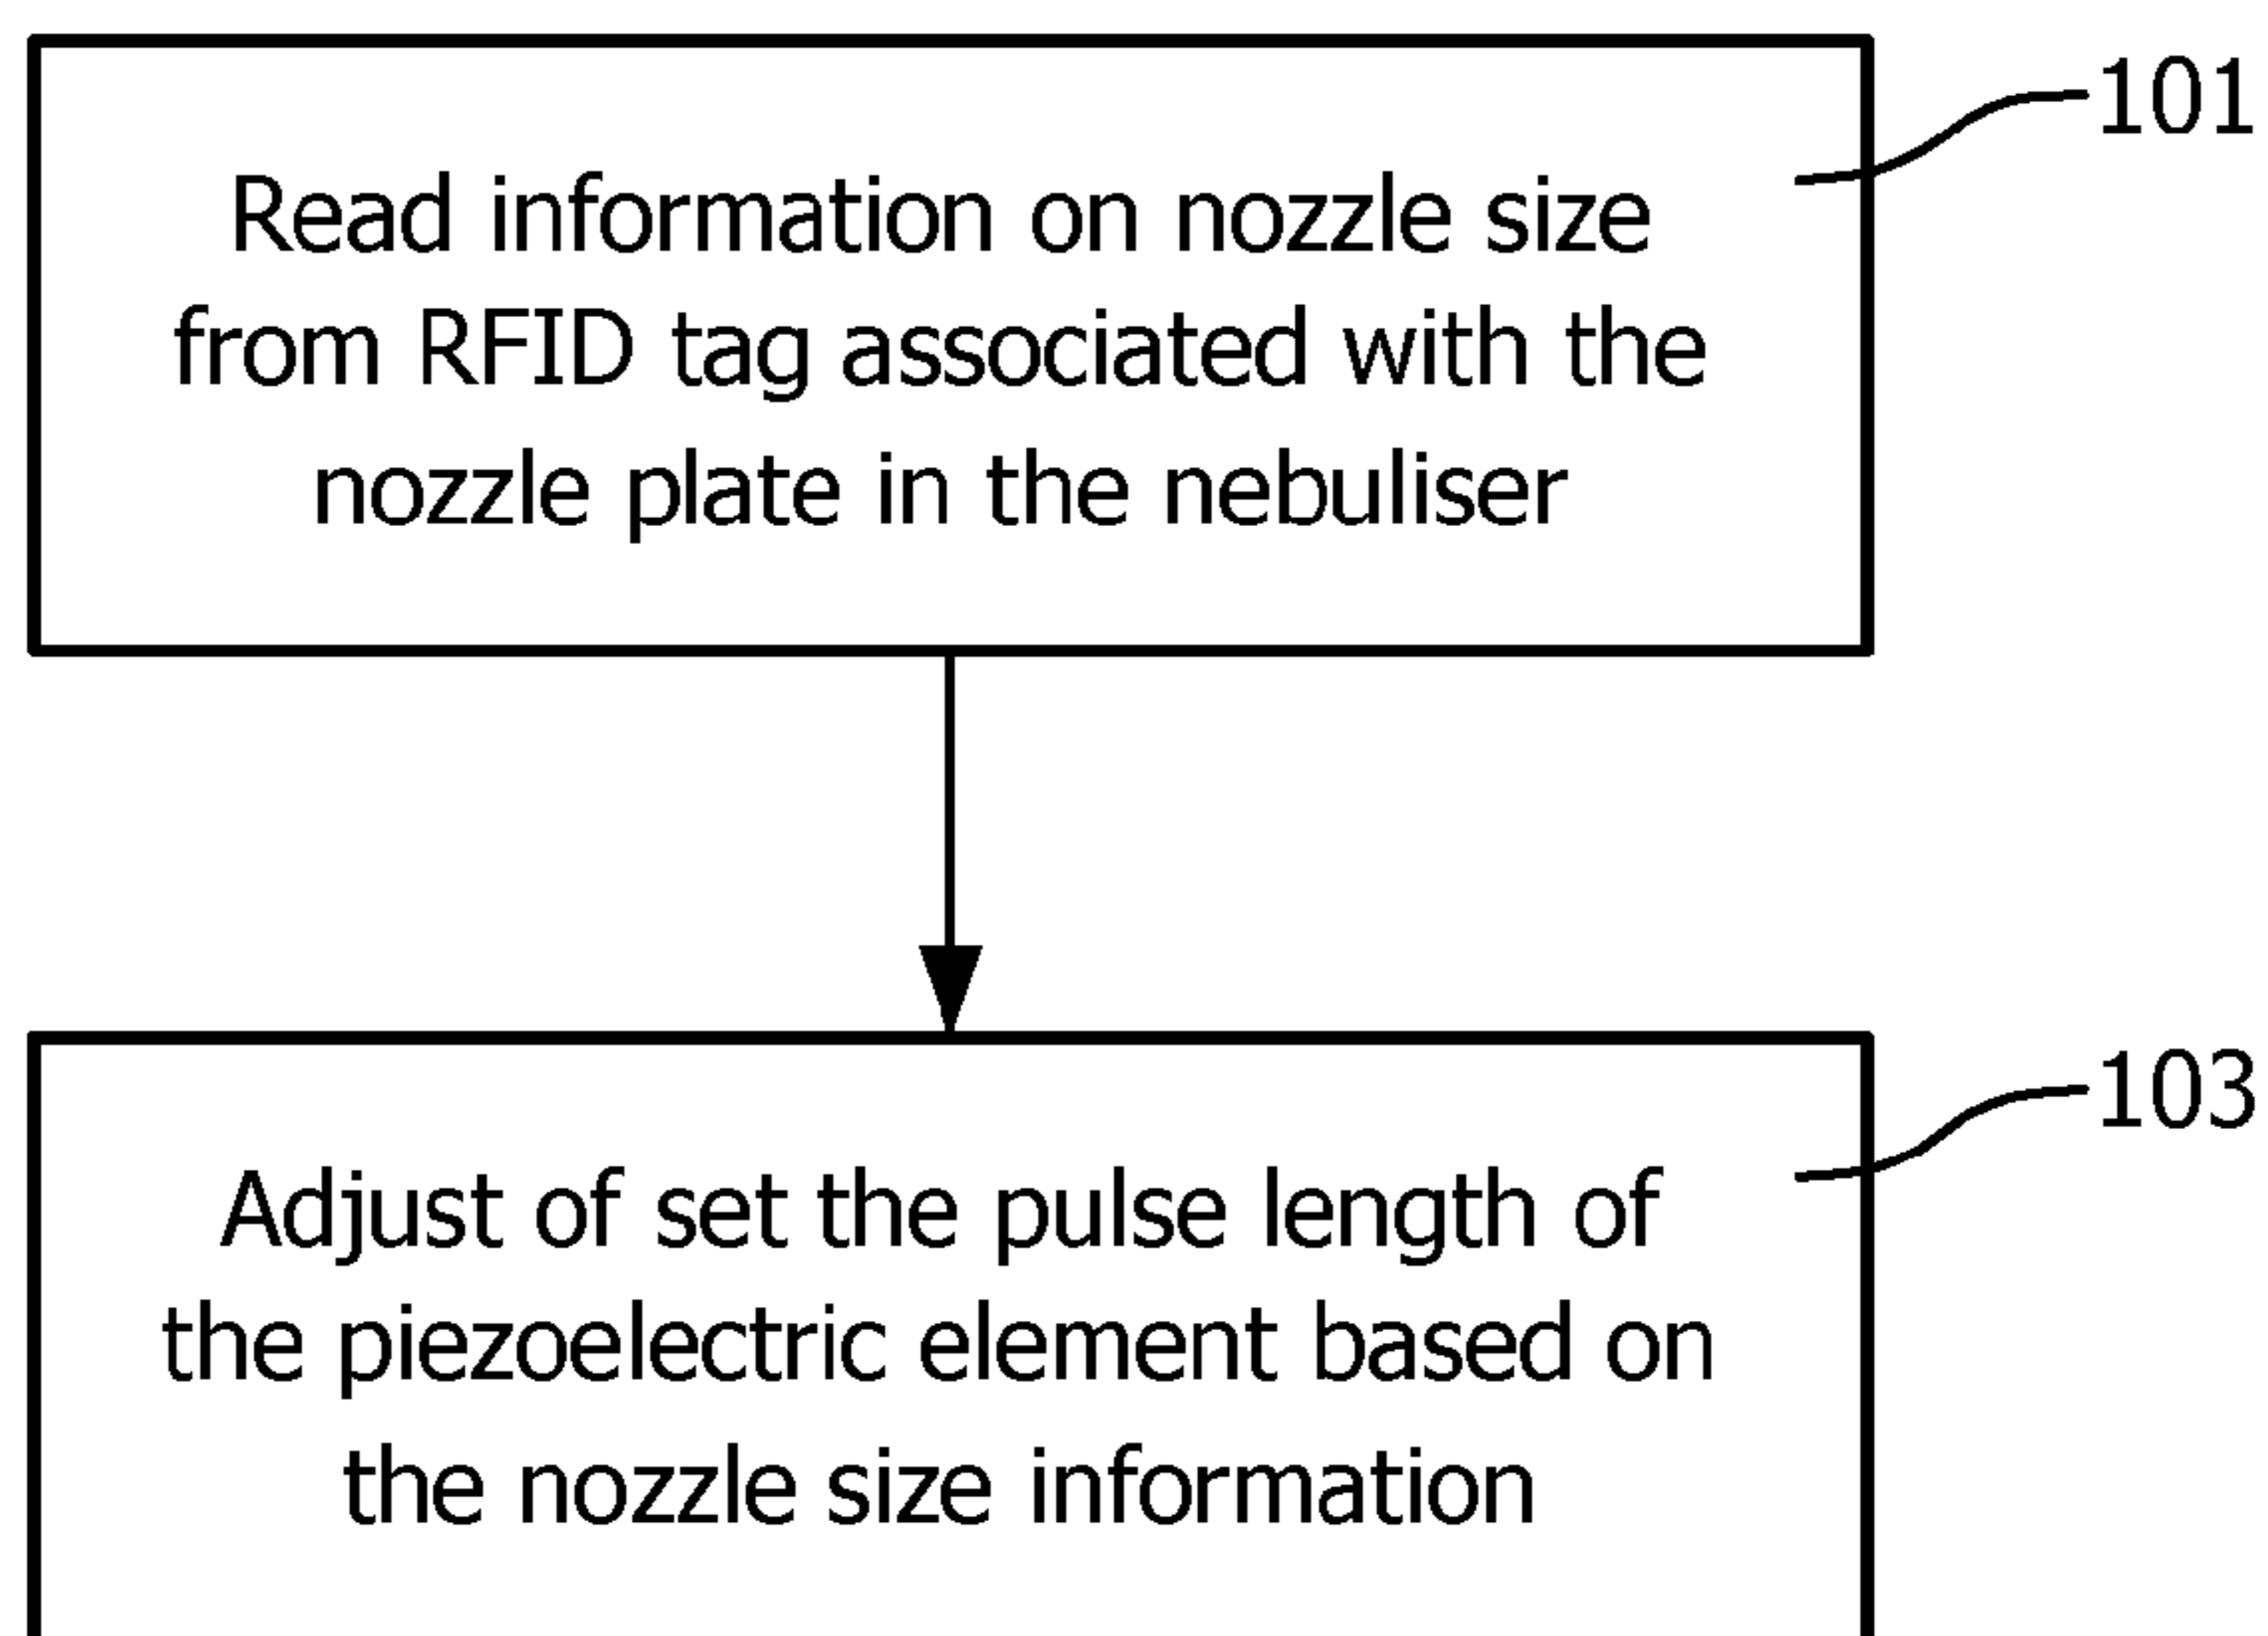 101
Read information on nozzle size
from RFID tag associated with the
nozzle plate in the nebuliser
103
Adjust of set the pulse length of
the piezoelectric element based on
the nozzle size information